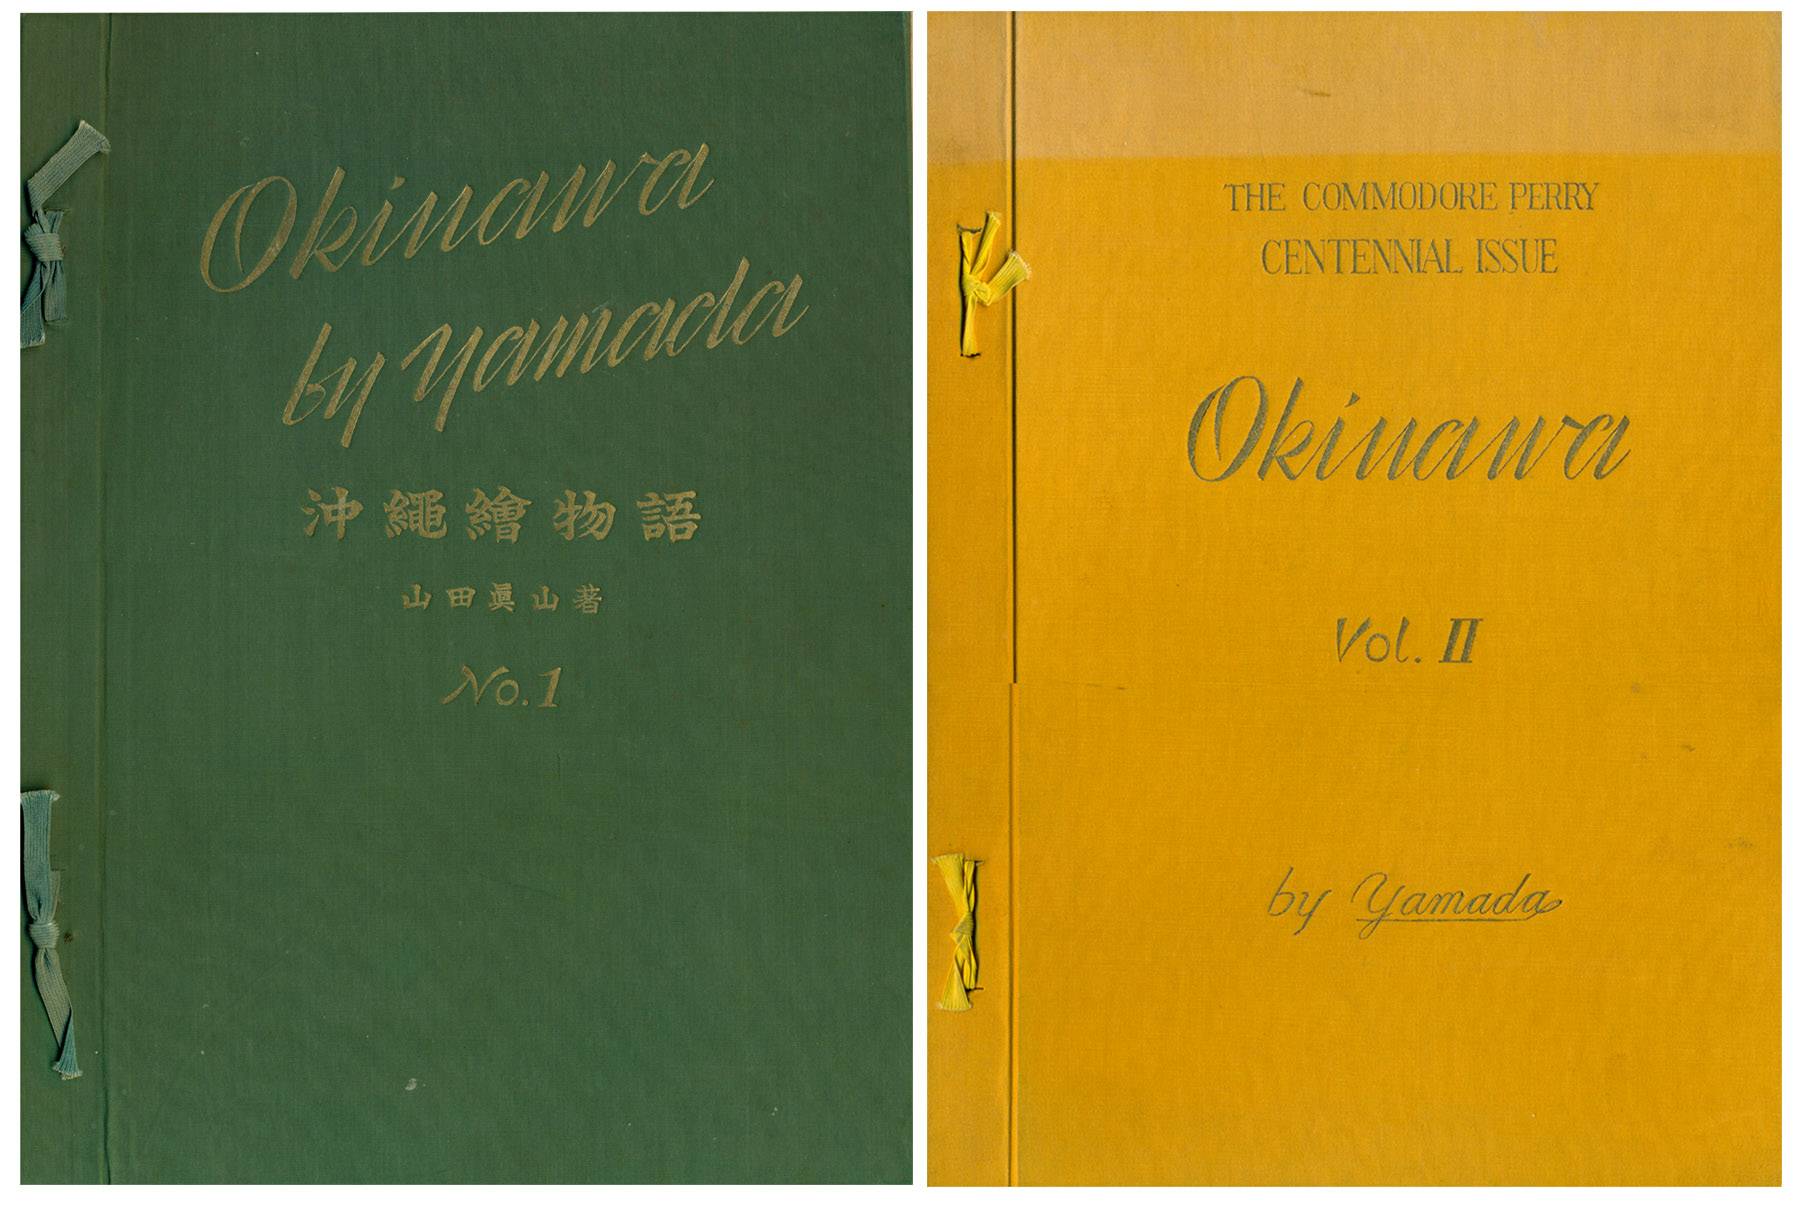 Okinawa
by Yamada
沖繩繪物語
山田眞山著
No.1
THE COMMODORE PERRY
CENTENNIAL ISSUE
Okinawa
Vol. II
by Yamada